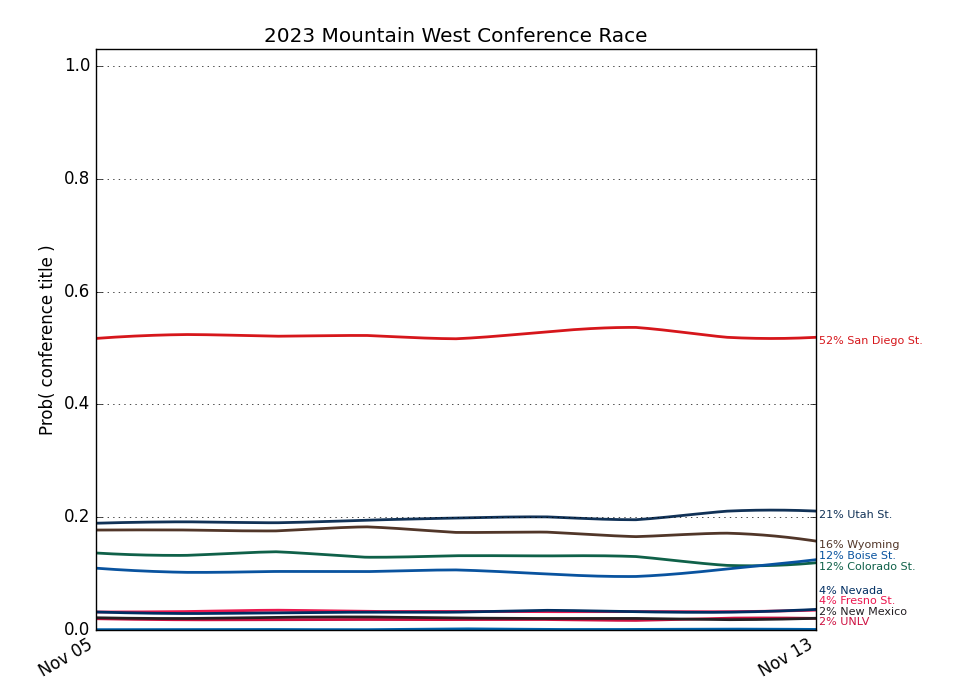 2023 Mountain West Conference Race
Prob( conference title )
1.0
0.8
0.6
0.4
0.2
0.0
52% San Diego St.
21% Utah St.
16% Wyoming
12% Boise St.
12% Colorado St.
4% Nevada
4% Fresno St.
2% New Mexico
2% UNLV
Nov 05
Nov 13